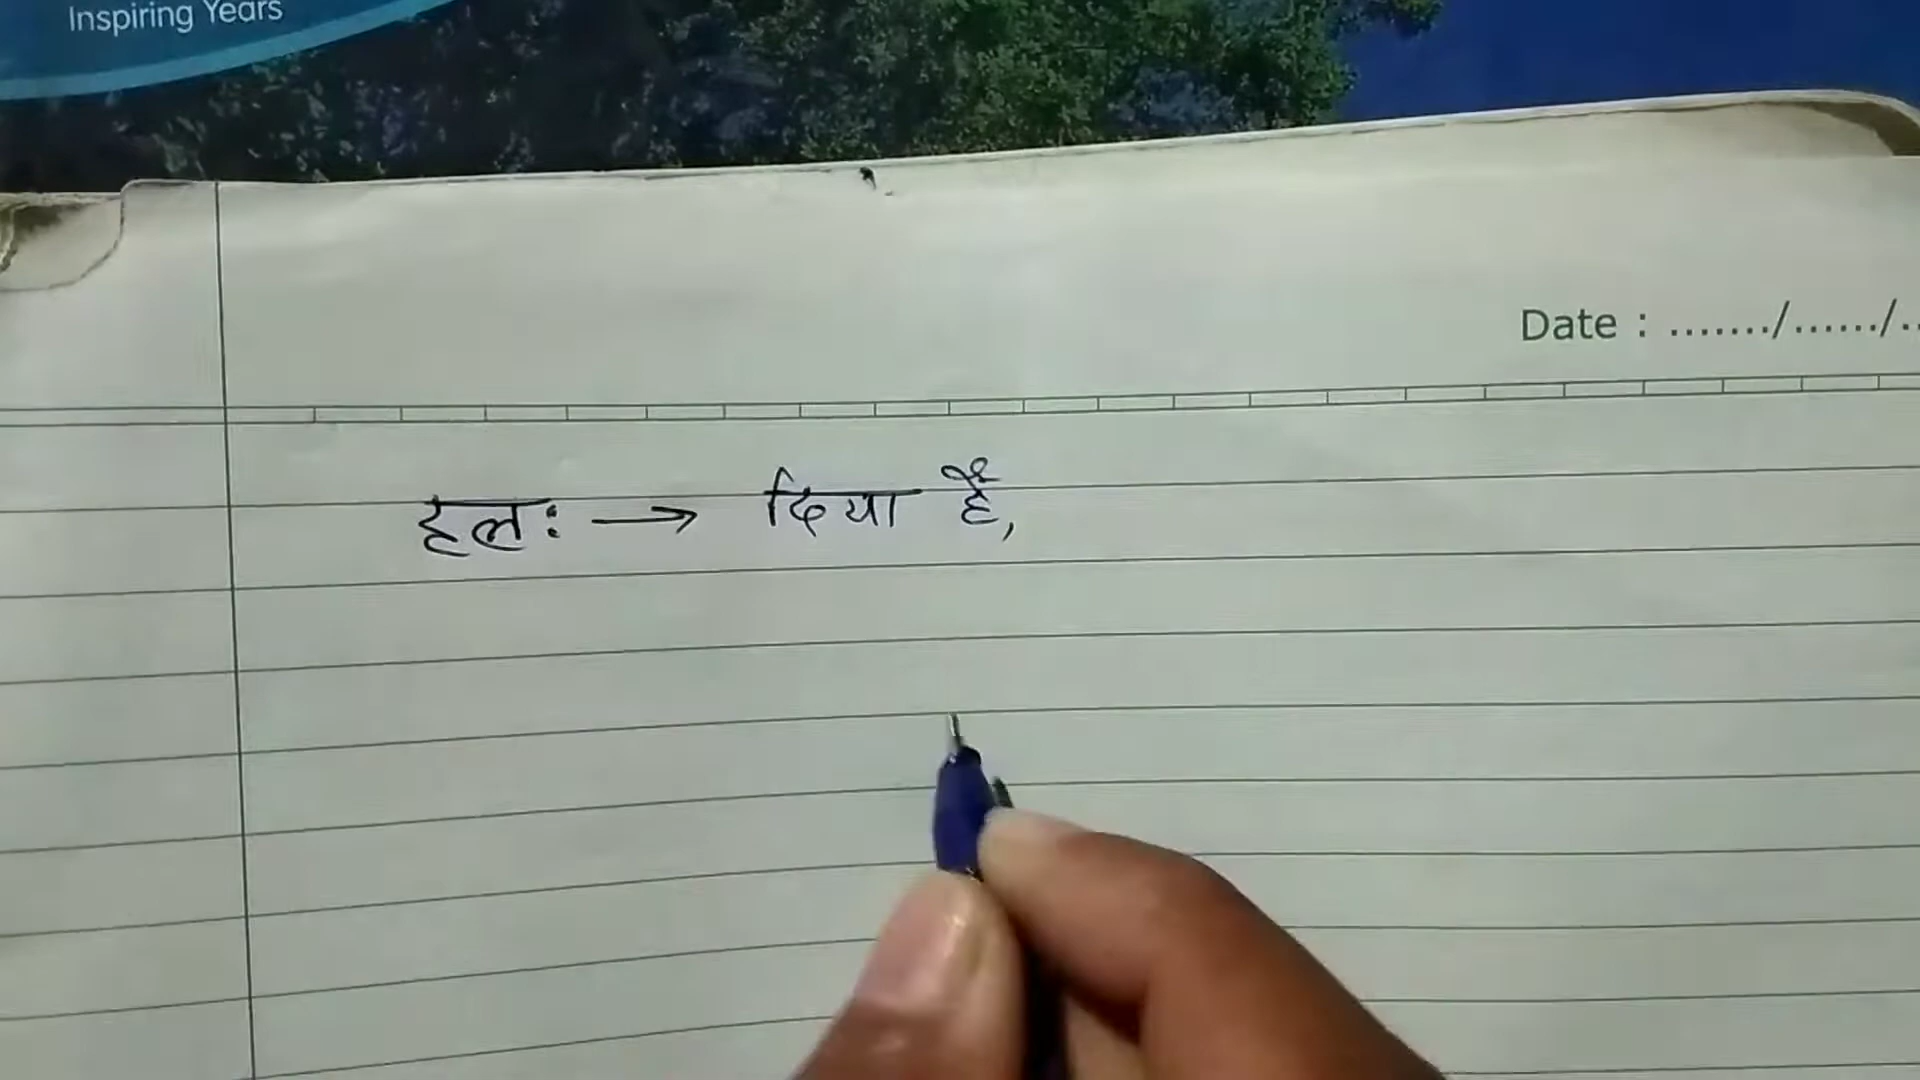 Inspiring Years
Date : ......./....../..
हलः → दिया है,